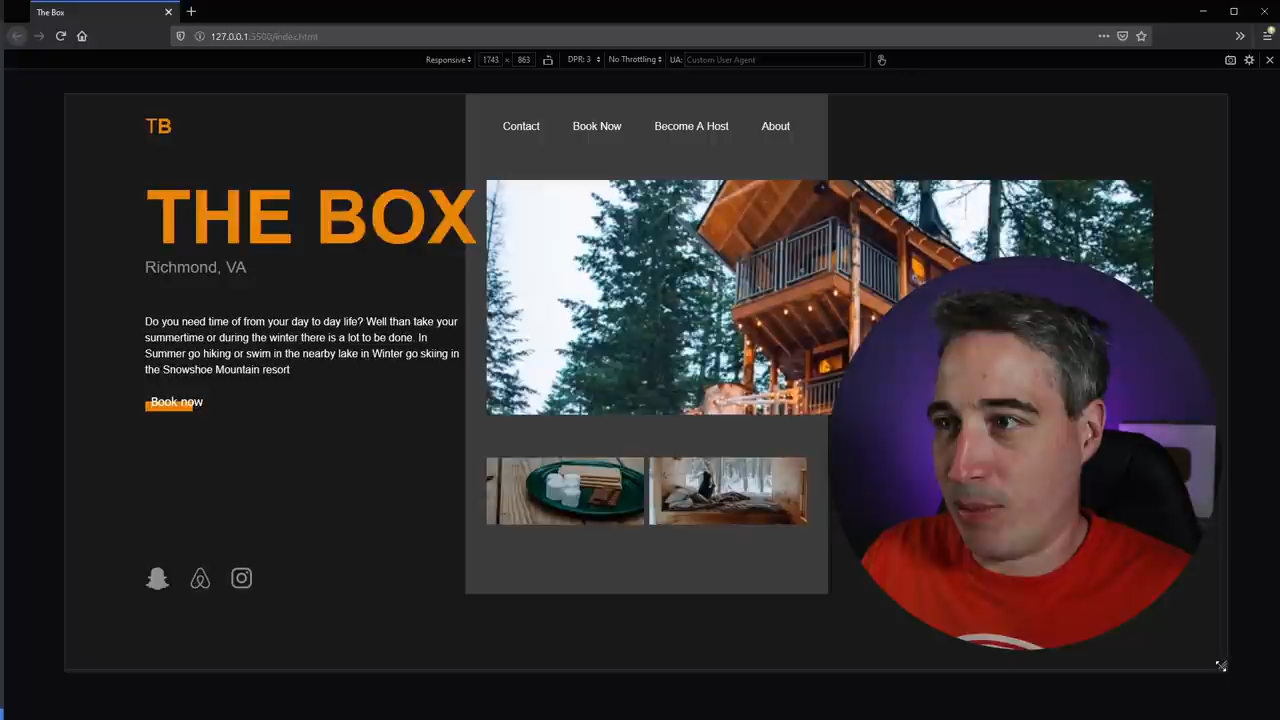 The Box
127.0.0.1:5500/index.html
Responsive 1743 × 863 DPR: 3 No Throttling UA: Custom User Agent
TB
Contact Book Now Become A Host About
THE BOX
Richmond, VA
Do you need time of from your day to day life? Well than take your
summertime or during the winter there is a lot to be done. In
Summer go hiking or swim in the nearby lake in Winter go skiing in
the Snowshoe Mountain resort
Book now